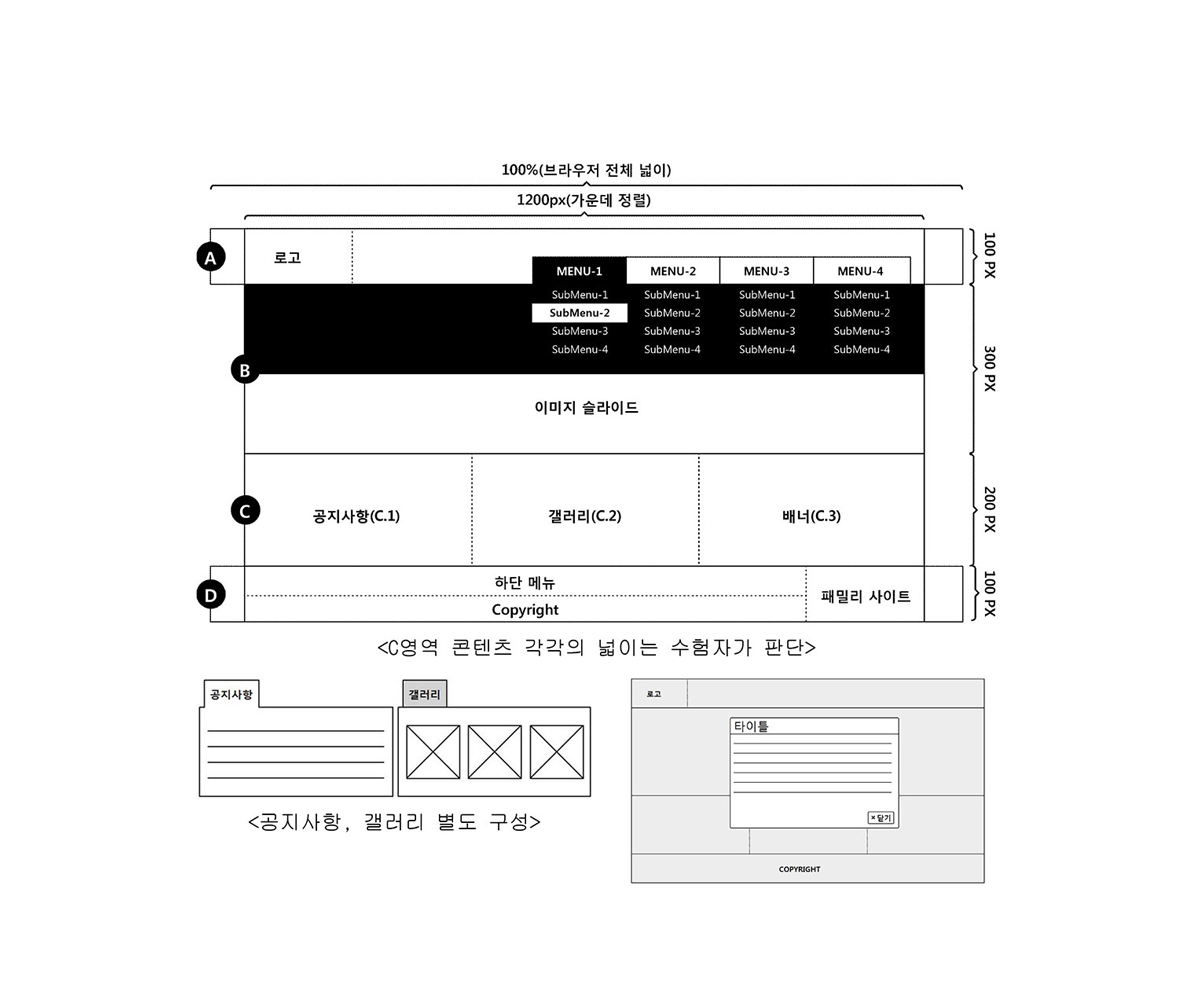 100%(브라우저 전체 넓이)
1200px(가운데 정렬)
A
로고
MENU-1 MENU-2 MENU-3 MENU-4
100 PX
SubMenu-1 SubMenu-1 SubMenu-1 SubMenu-1
SubMenu-2 SubMenu-2 SubMenu-2 SubMenu-2
SubMenu-3 SubMenu-3 SubMenu-3 SubMenu-3
SubMenu-4 SubMenu-4 SubMenu-4 SubMenu-4
B
이미지 슬라이드
300 PX
C
공지사항(C.1) 갤러리(C.2) 배너(C.3)
200 PX
D
하단 메뉴
Copyright
패밀리 사이트
100 PX
<C영역 콘텐츠 각각의 넓이는 수험자가 판단>
공지사항
갤러리
<공지사항, 갤러리 별도 구성>
로고
타이틀
×닫기
COPYRIGHT